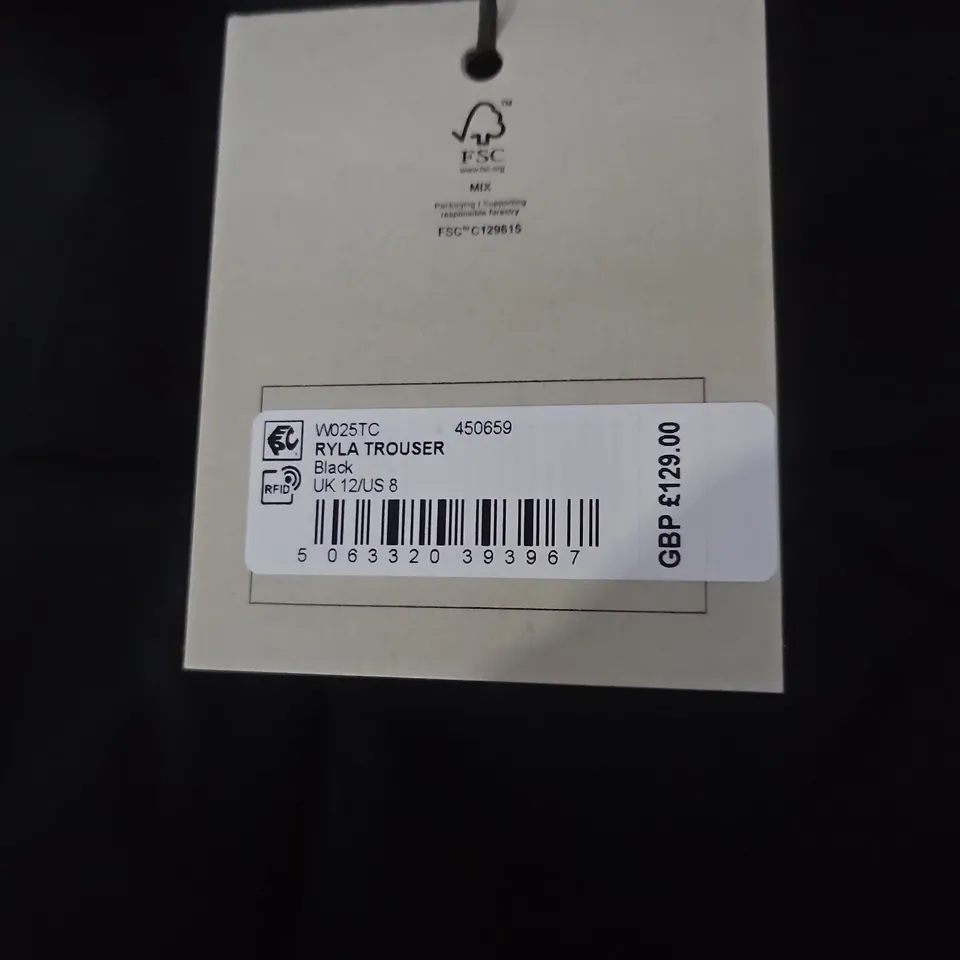 FSC
www.fsc.org
MIX
Packaging | Supporting
responsible forestry
FSC™ C129615
W025TC 450659
RYLA TROUSER
Black
UK 12/US 8
RFID
5 063320 393967
GBP £129.00